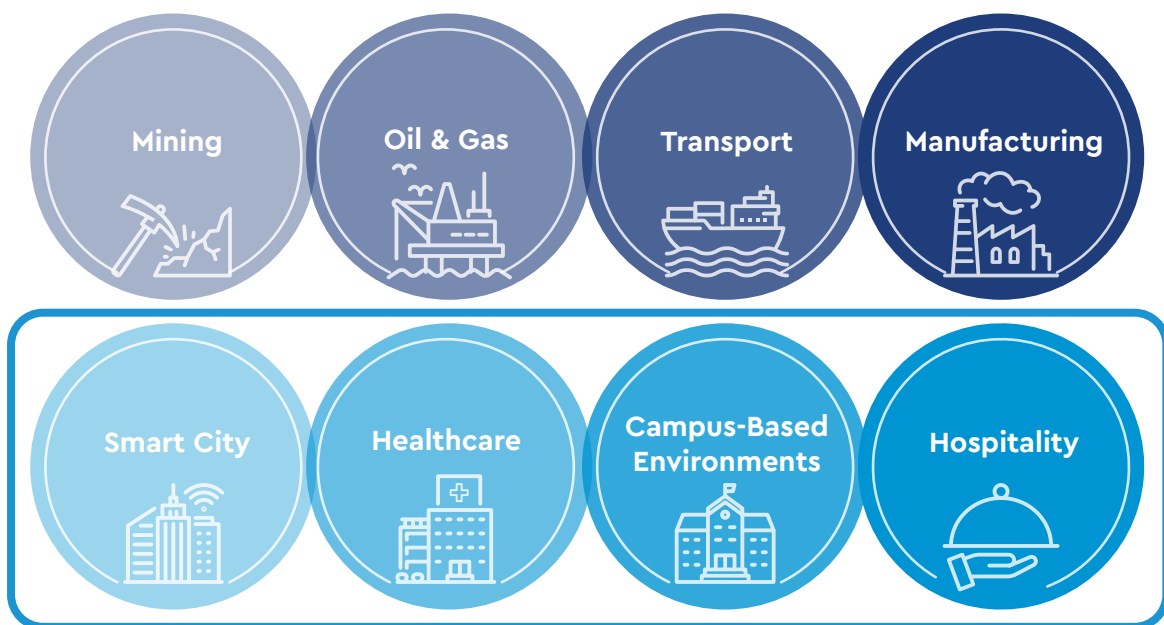 Mining
Oil & Gas
Transport
Manufacturing
Smart City
Healthcare
Campus-Based
Environments
Hospitality